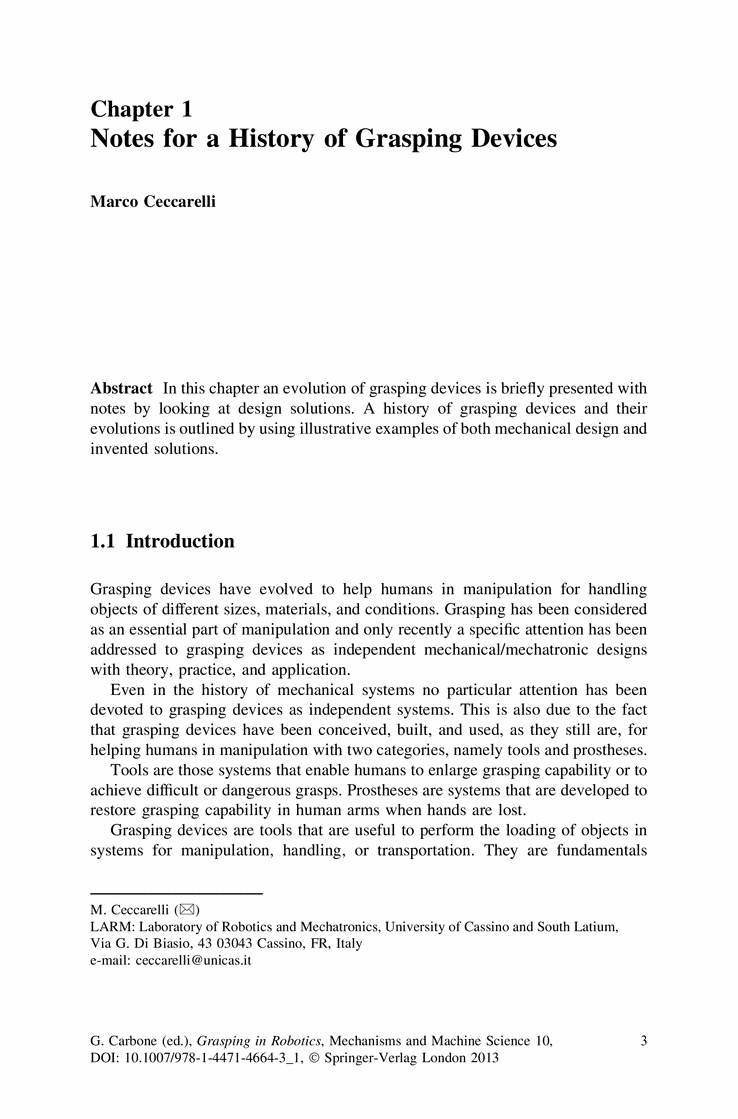 Chapter 1
Notes for a History of Grasping Devices
Marco Ceccarelli
Abstract In this chapter an evolution of grasping devices is briefly presented with
notes by looking at design solutions. A history of grasping devices and their
evolutions is outlined by using illustrative examples of both mechanical design and
invented solutions.
1.1 Introduction
Grasping devices have evolved to help humans in manipulation for handling
objects of different sizes, materials, and conditions. Grasping has been considered
as an essential part of manipulation and only recently a specific attention has been
addressed to grasping devices as independent mechanical/mechatronic designs
with theory, practice, and application.
Even in the history of mechanical systems no particular attention has been
devoted to grasping devices as independent systems. This is also due to the fact
that grasping devices have been conceived, built, and used, as they still are, for
helping humans in manipulation with two categories, namely tools and prostheses.
Tools are those systems that enable humans to enlarge grasping capability or to
achieve difficult or dangerous grasps. Prostheses are systems that are developed to
restore grasping capability in human arms when hands are lost.
Grasping devices are tools that are useful to perform the loading of objects in
systems for manipulation, handling, or transportation. They are fundamentals
M. Ceccarelli (✉)
LARM: Laboratory of Robotics and Mechatronics, University of Cassino and South Latium,
Via G. Di Biasio, 43 03043 Cassino, FR, Italy
e-mail: ceccarelli@unicas.it
G. Carbone (ed.), Grasping in Robotics, Mechanisms and Machine Science 10, 3
DOI: 10.1007/978-1-4471-4664-3_1, © Springer-Verlag London 2013